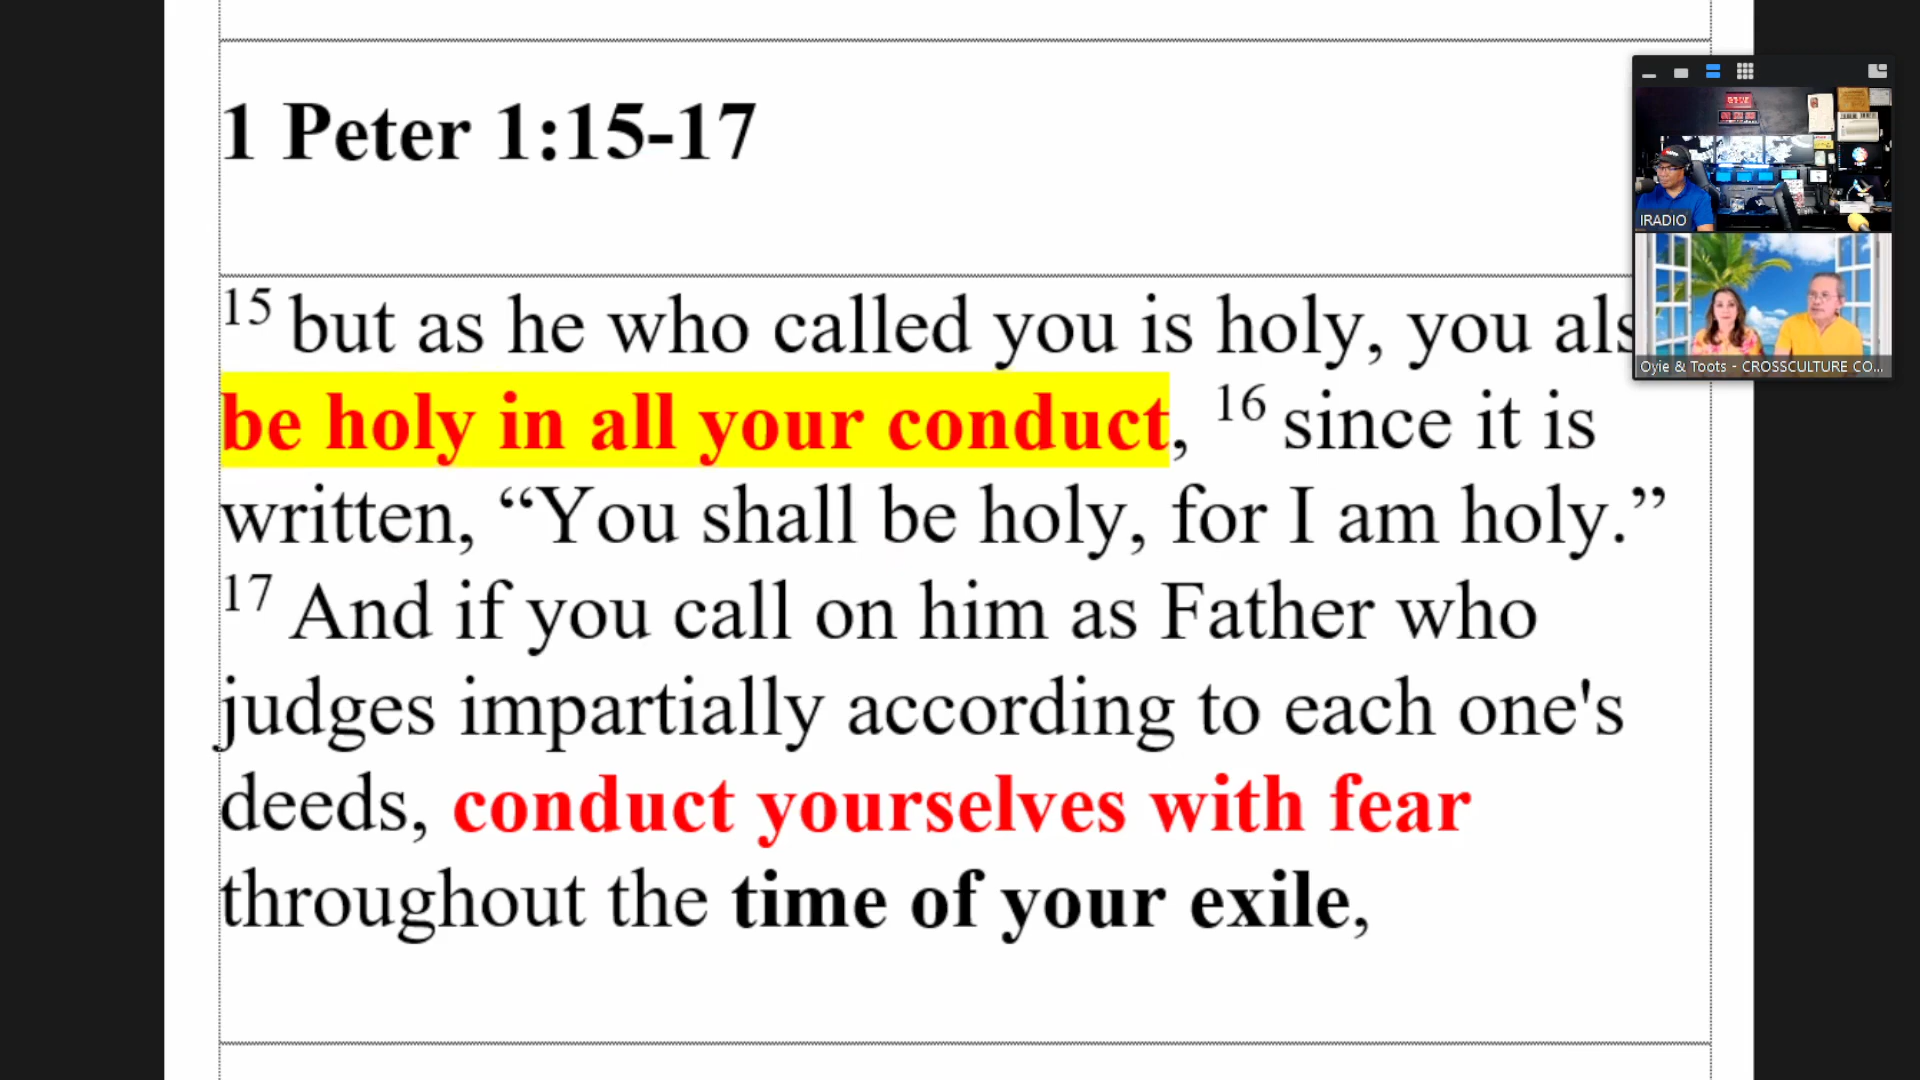 1 Peter 1:15-17
15 but as he who called you is holy, you als
be holy in all your conduct, 16 since it is
written, “You shall be holy, for I am holy.”
17 And if you call on him as Father who
judges impartially according to each one's
deeds, conduct yourselves with fear
throughout the time of your exile,
IRADIO
Oyie & Toots - CROSSCULTURE CO...